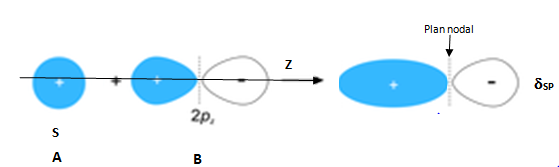 Plan nodal
+ + + - Z + -
2pz
δSP
S
A B